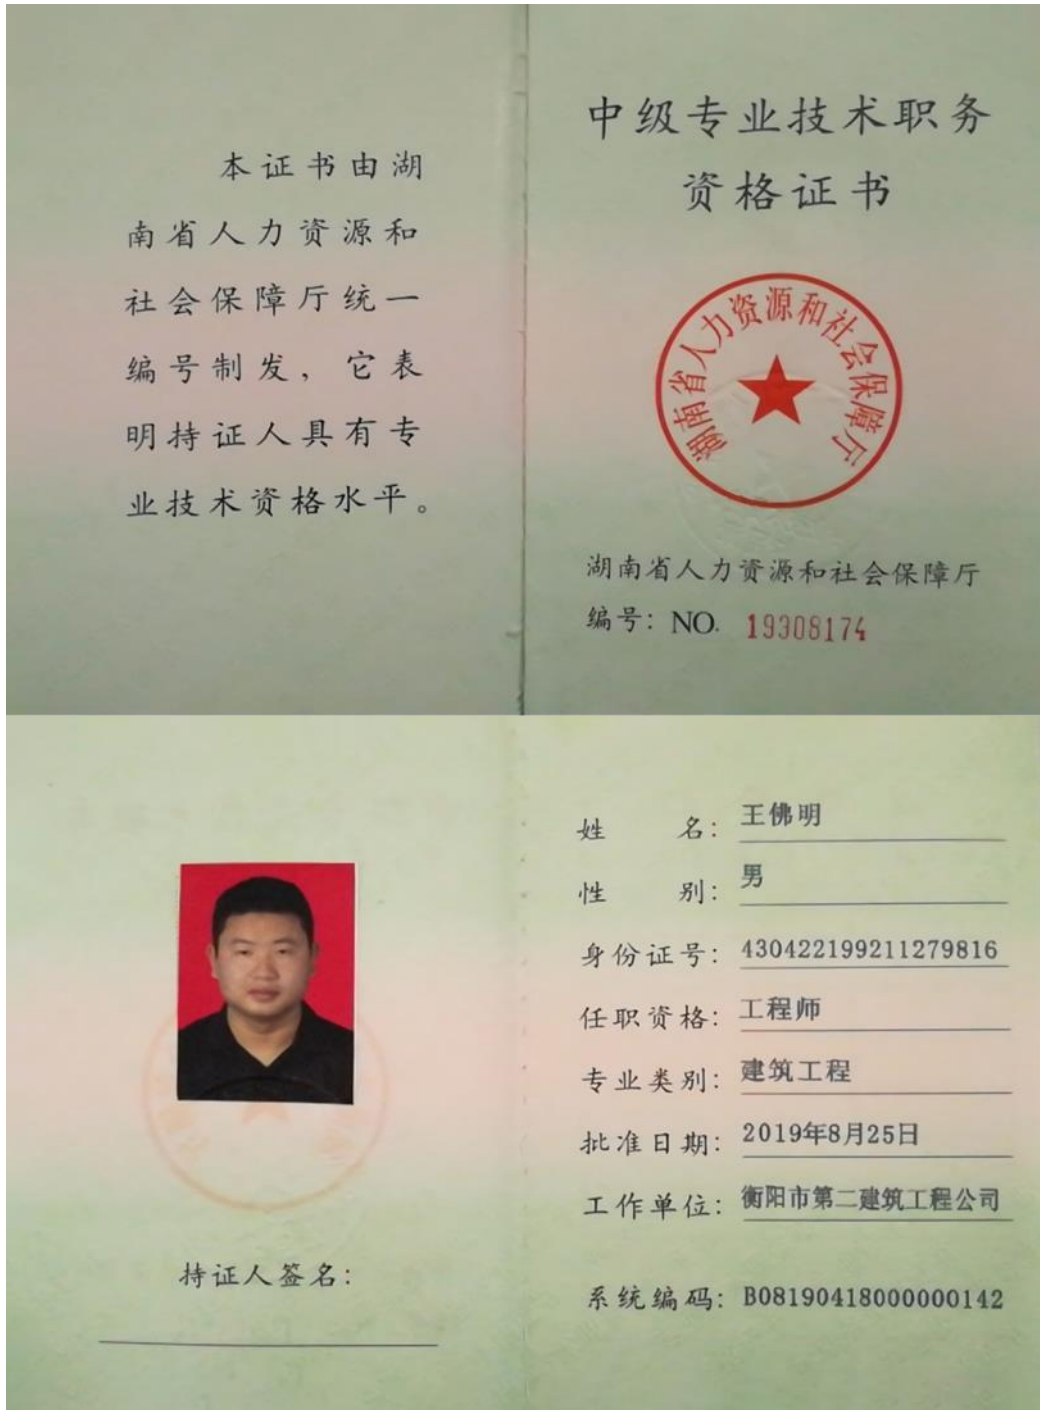 本证书由湖
南省人力资源和
社会保障厅统一
编号制发，它表
明持证人具有专
业技术资格水平。
中级专业技术职务
资格证书
湖南省人力资源和社会保障厅
湖南省人力资源和社会保障厅
编号：NO. 19308174
持证人签名：
姓名：王佛明
性别：男
身份证号：430422199211279816
任职资格：工程师
专业类别：建筑工程
批准日期：2019年8月25日
工作单位：衡阳市第二建筑工程公司
系统编码：B08190418000000142